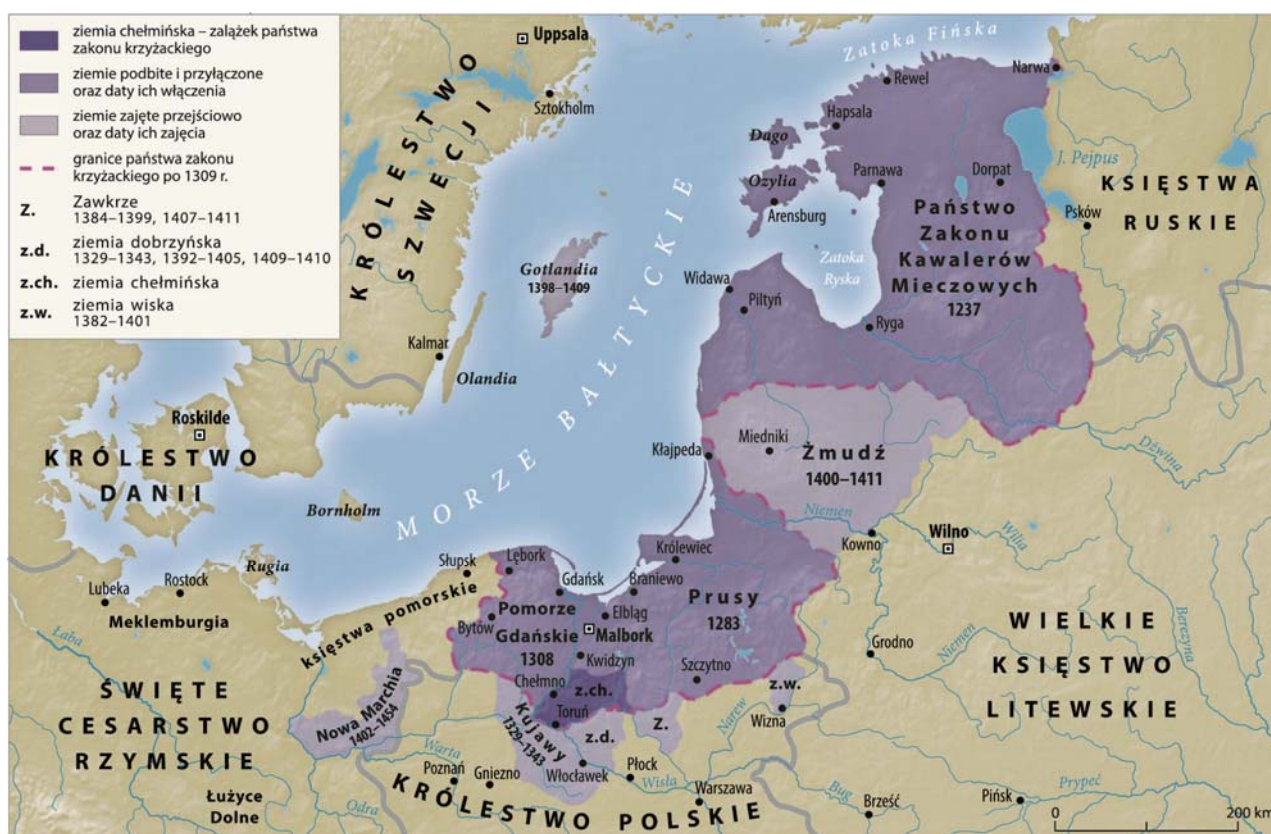 ziemia chełmińska – zalążek państwa
zakonu krzyżackiego
ziemie podbite i przyłączone
oraz daty ich włączenia
ziemie zajęte przejściowo
oraz daty ich zajęcia
granice państwa zakonu
krzyżackiego po 1309 r.
Z. Zawkrze
1384–1399, 1407–1411
z.d. ziemia dobrzyńska
1329–1343, 1392–1405, 1409–1410
z.ch. ziemia chełmińska
z.w. ziemia wiska
1382–1401
Uppsala
Sztokholm
KRÓLESTWO
SZWECJI
Zatoka Fińska
Rewel
Narwa
Hapsala
Dago
Ozylia
Arensburg
Parnawa
Dorpat
J. Pejpus
Psków
KSIĘSTWA
RUSKIE
Państwo
Zakonu
Kawalerów
Mieczowych
1237
Zatoka
Ryska
Gotlandia
1398–1409
Widawa
Piltyń
Ryga
Kalmar
Olandia
MORZE BAŁTYCKIE
Roskilde
KRÓLESTWO
DANII
Bornholm
Miedniki
Żmudź
1400–1411
Kłajpeda
Dźwina
Niemen
Kowno
Wilno
Wilia
Rugia
Lubeka
Rostock
Meklemburgia
Łaba
Słupsk
księstwa pomorskie
Lębork
Gdańsk
Królewiec
Braniewo
Pomorze
Gdańskie
1308
Bytów
Elbląg
Malbork
Kwidzyn
Prusy
1283
Szczytno
Chełmno
z.ch.
Toruń
Kujawy
1329–1343
z.d.
Z.
z.w.
Wizna
Narew
Grodno
Niemen
Berezyna
WIELKIE
KSIĘSTWO
LITEWSKIE
ŚWIĘTE
CESARSTWO
RZYMSKIE
Nowa Marchia
1402–1454
Warta
Poznań
Gniezno
Włocławek
Płock
Wisła
Warszawa
KRÓLESTWO POLSKIE
Łużyce
Dolne
Odra
Bug
Brześć
Pińsk
Prypeć
0 200 km